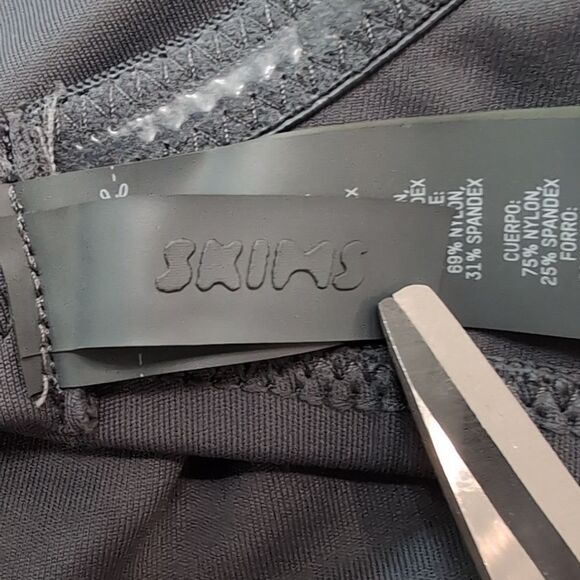 SKIMS
E:
69% NYLON,
31% SPANDEX
CUERPO:
75% NYLON,
25% SPANDEX
FORRO: